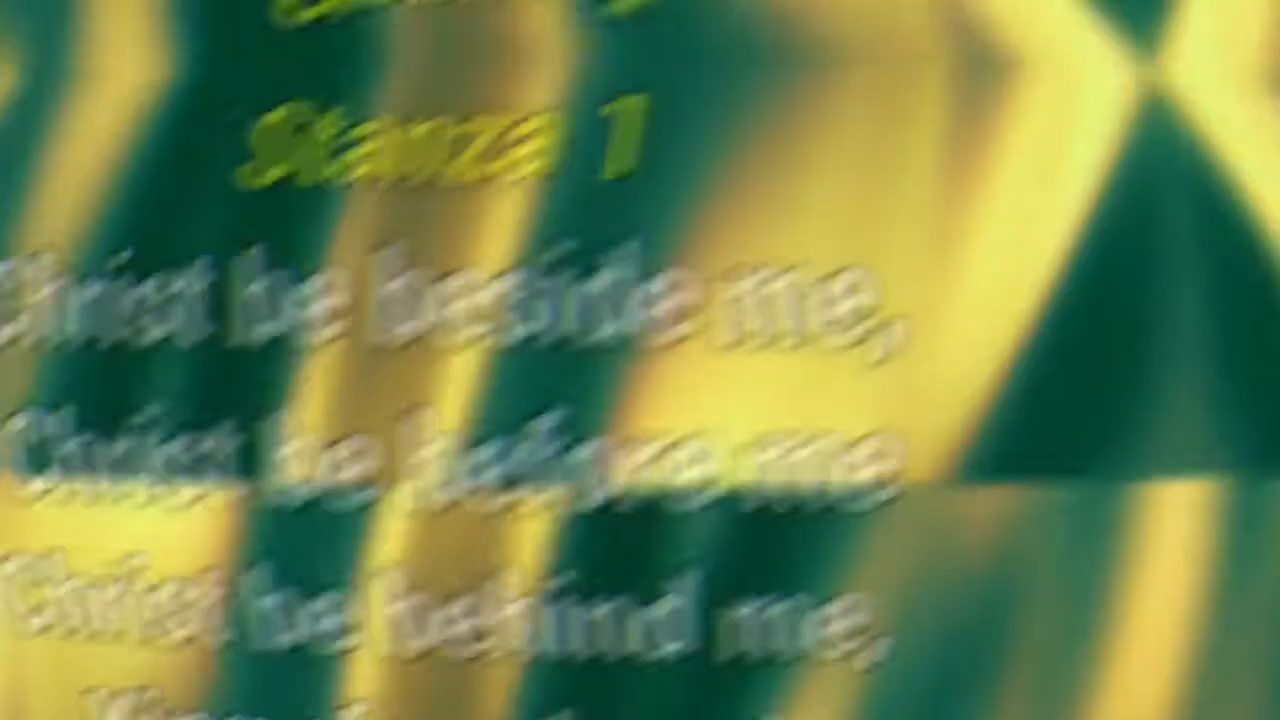 Stanza 1
Christ be beside me,
Christ be before me
Christ be behind me,